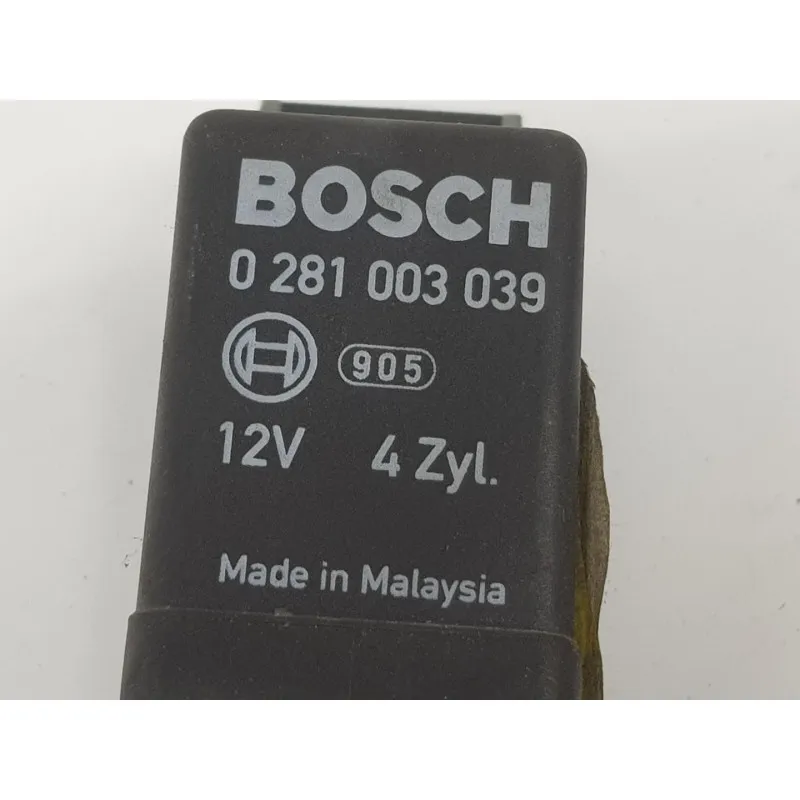 BOSCH
0 281 003 039
905
12V 4 Zyl.
Made in Malaysia